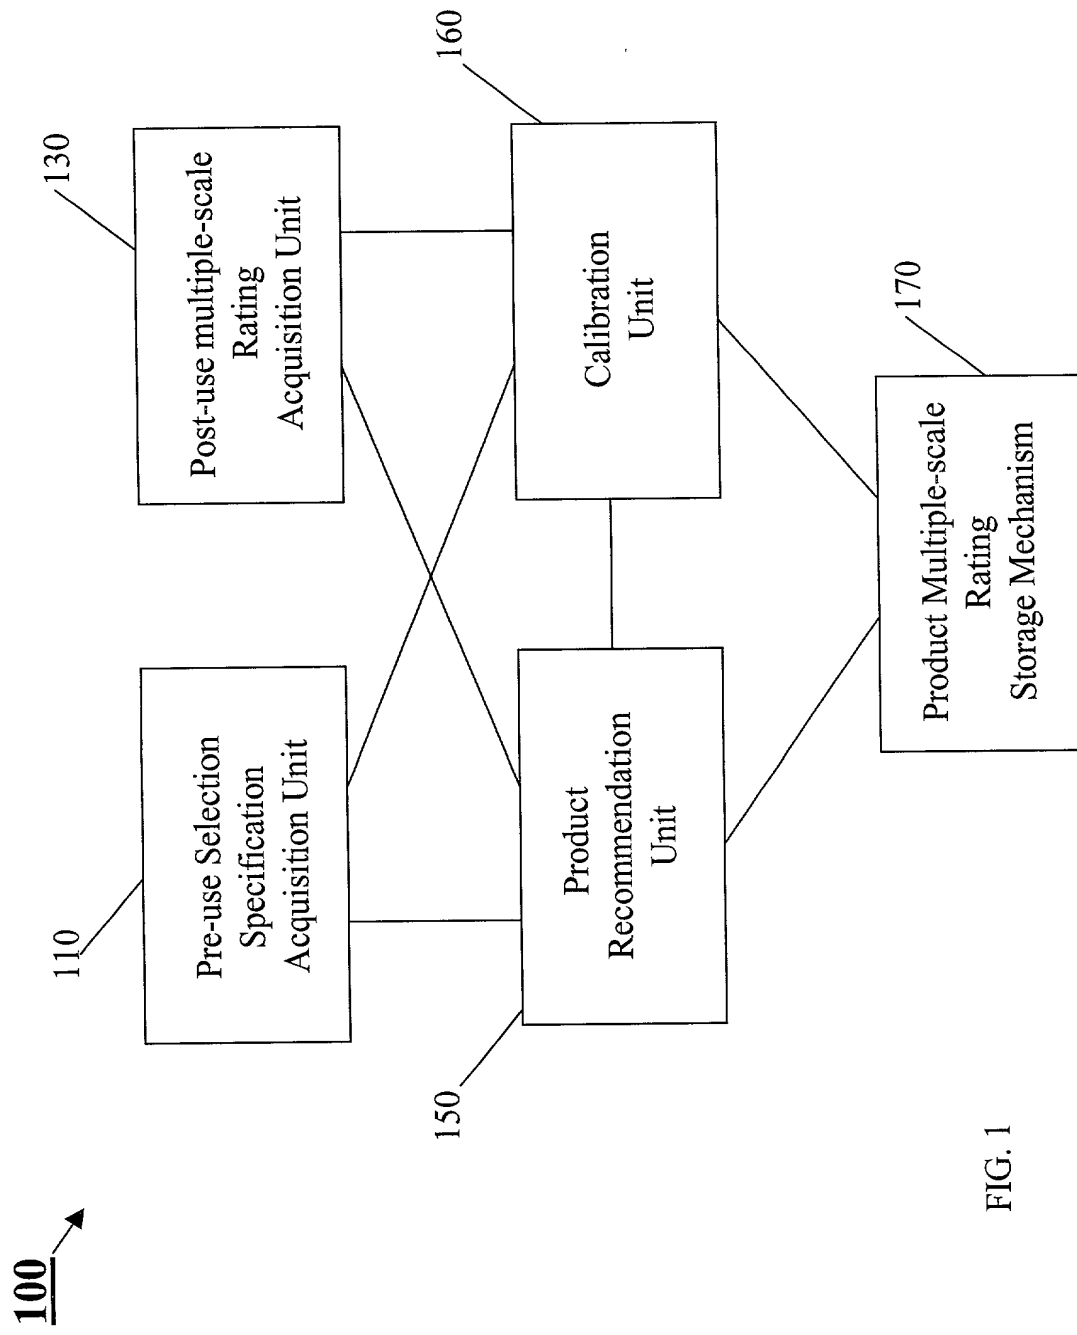 100
110
Pre-use Selection
Specification
Acquisition Unit
130
Post-use multiple-scale
Rating
Acquisition Unit
150
Product
Recommendation
Unit
160
Calibration
Unit
170
Product Multiple-scale
Rating
Storage Mechanism
FIG. 1